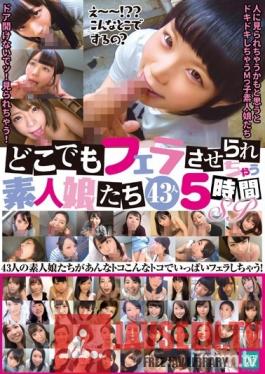 人に見られちゃうかもと思うと
ドキドキしちゃうMっ子素人娘たち
え〜〜!??
こんなとこで
するの?
ドア開けないでッ!見られちゃう!
どこでもフェラさせられ
ちゃう
素人娘たち43人5時間
SP
43人の素人娘たちがあんなトコこんなトコでいっぱいフェラしちゃう!